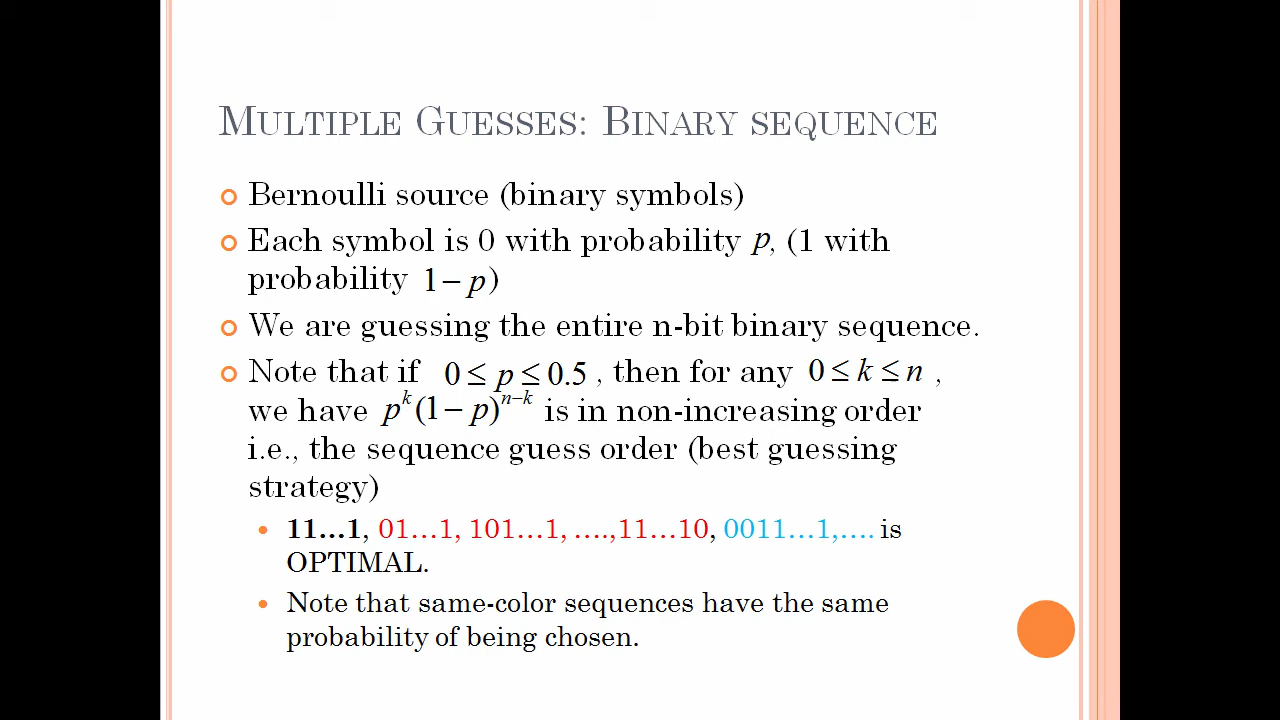 MULTIPLE GUESSES: BINARY SEQUENCE
Bernoulli source (binary symbols)
Each symbol is 0 with probability p, (1 with
probability 1 − p)
We are guessing the entire n-bit binary sequence.
Note that if 0 ≤ p ≤ 0.5, then for any 0 ≤ k ≤ n,
we have p^k(1 − p)^{n−k} is in non-increasing order
i.e., the sequence guess order (best guessing
strategy)
11…1, 01…1, 101…1, ….,11…10, 0011…1,…. is
OPTIMAL.
Note that same-color sequences have the same
probability of being chosen.